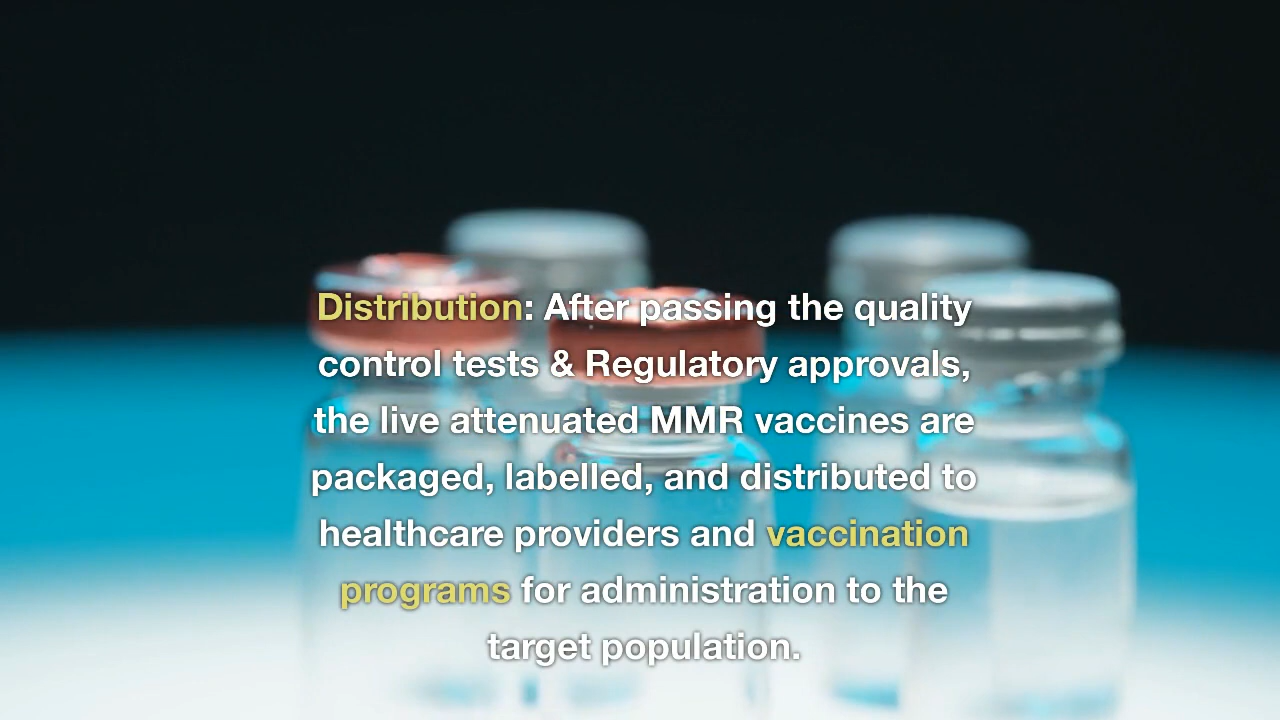 Distribution: After passing the quality
control tests & Regulatory approvals,
the live attenuated MMR vaccines are
packaged, labelled, and distributed to
healthcare providers and vaccination
programs for administration to the
target population.